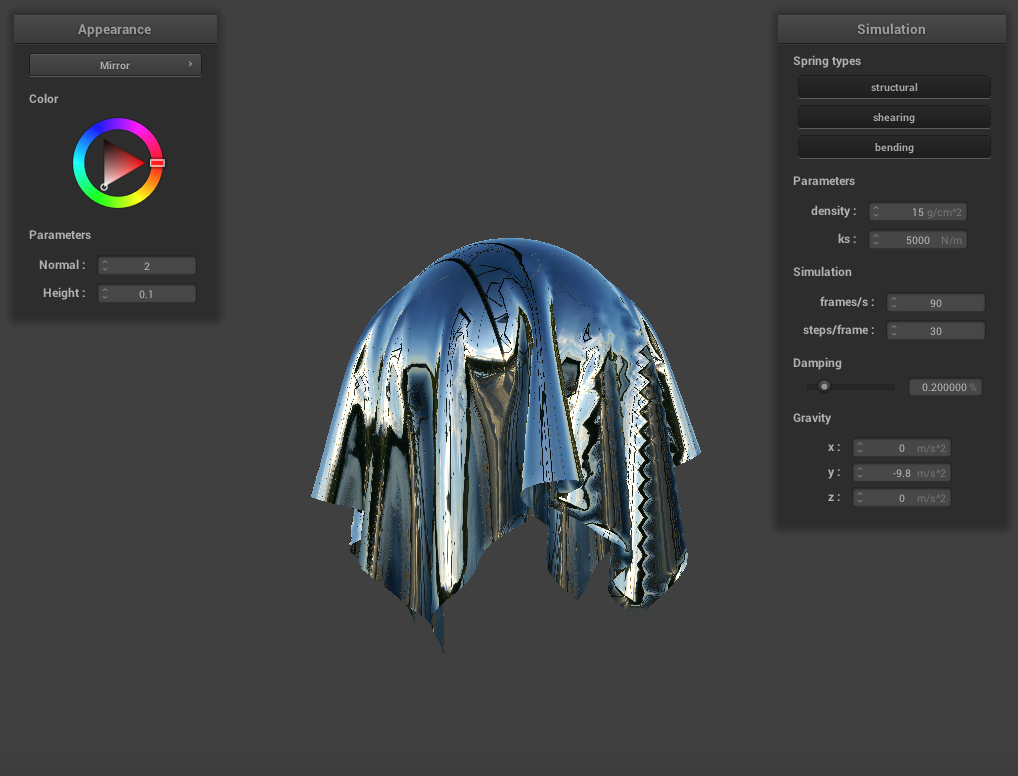 Appearance
Mirror
Color
Parameters
Normal : 2
Height : 0.1
Simulation
Spring types
structural
shearing
bending
Parameters
density : 15 g/cm^2
ks : 5000 N/m
Simulation
frames/s : 90
steps/frame : 30
Damping
0.200000 %
Gravity
x : 0 m/s^2
y : -9.8 m/s^2
z : 0 m/s^2